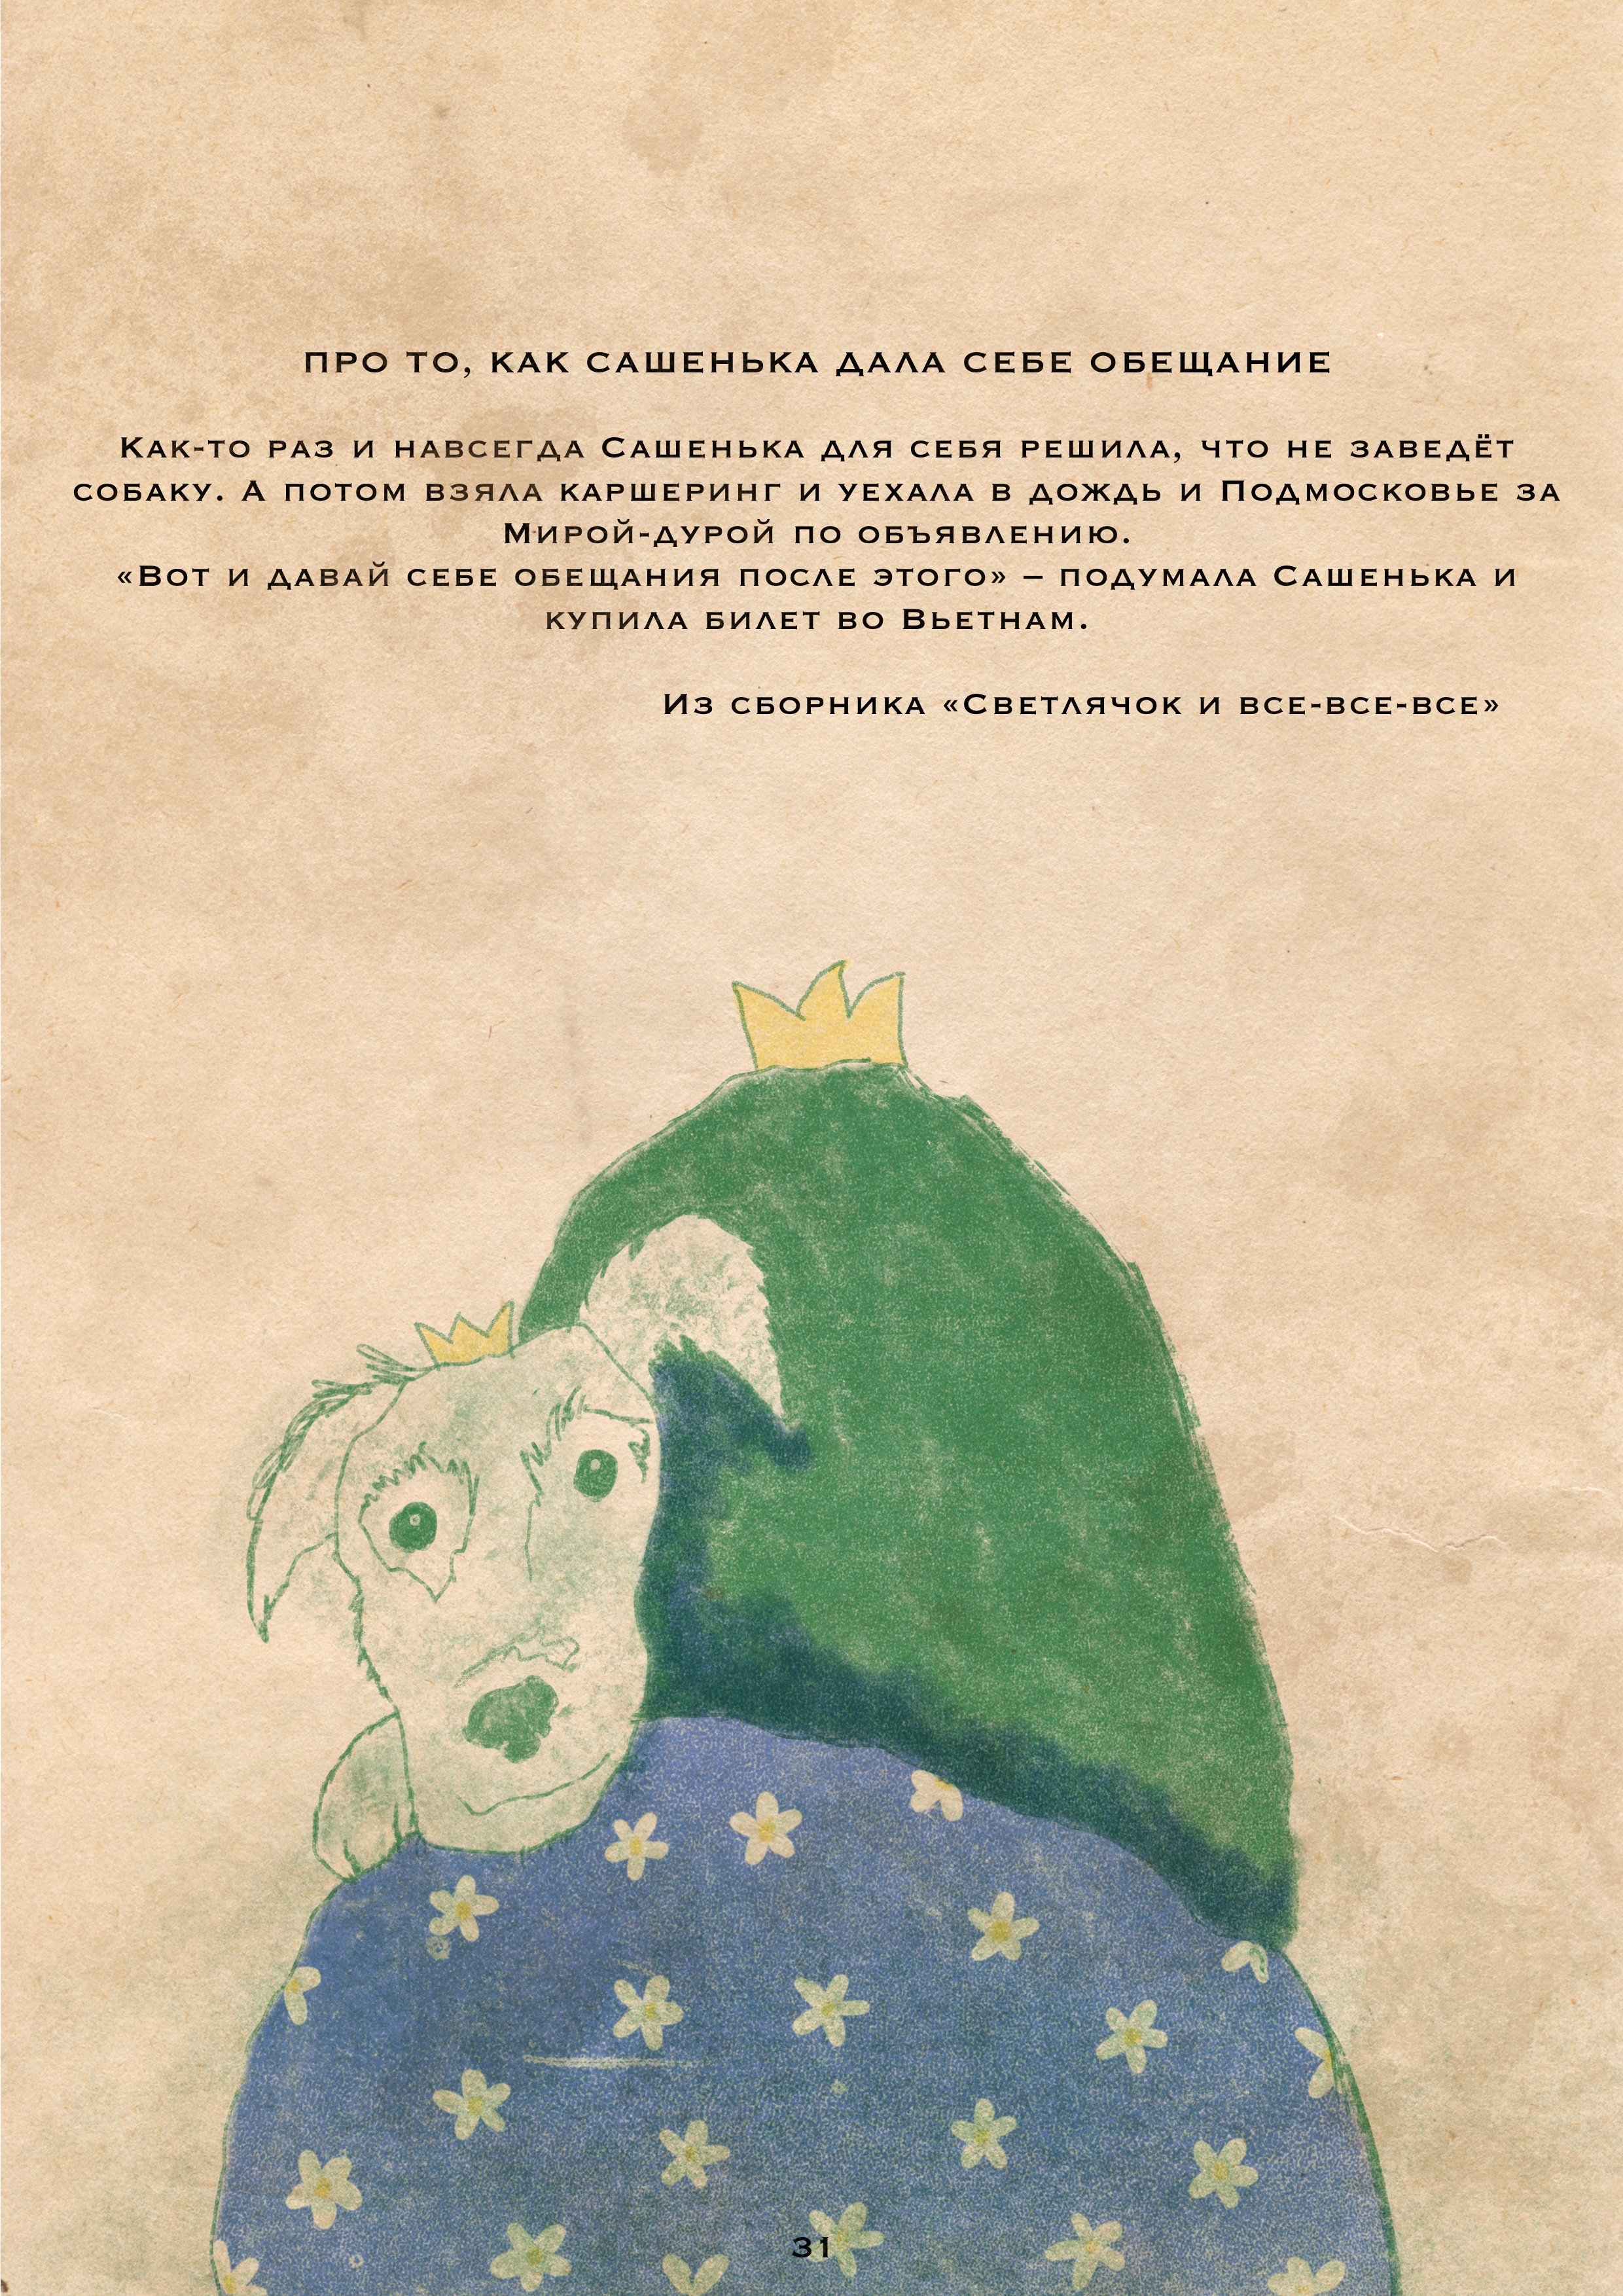 ПРО ТО, КАК САШЕНЬКА ДАЛА СЕБЕ ОБЕЩАНИЕ
Как-то раз и навсегда Сашенька для себя решила, что не заведёт
собаку. А потом взяла каршеринг и уехала в дождь и Подмосковье за
Мирой-дурой по объявлению.
«Вот и давай себе обещания после этого» – подумала Сашенька и
купила билет во Вьетнам.
Из сборника «Светлячок и все-все-все»
31